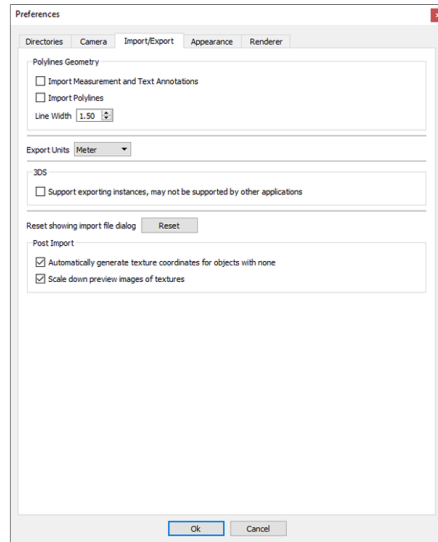 Preferences
Directories Camera Import/Export Appearance Renderer
Polylines Geometry
Import Measurement and Text Annotations
Import Polylines
Line Width 1.50
Export Units Meter
3DS
Support exporting instances, may not be supported by other applications
Reset showing import file dialog Reset
Post Import
Automatically generate texture coordinates for objects with none
Scale down preview images of textures
Ok Cancel